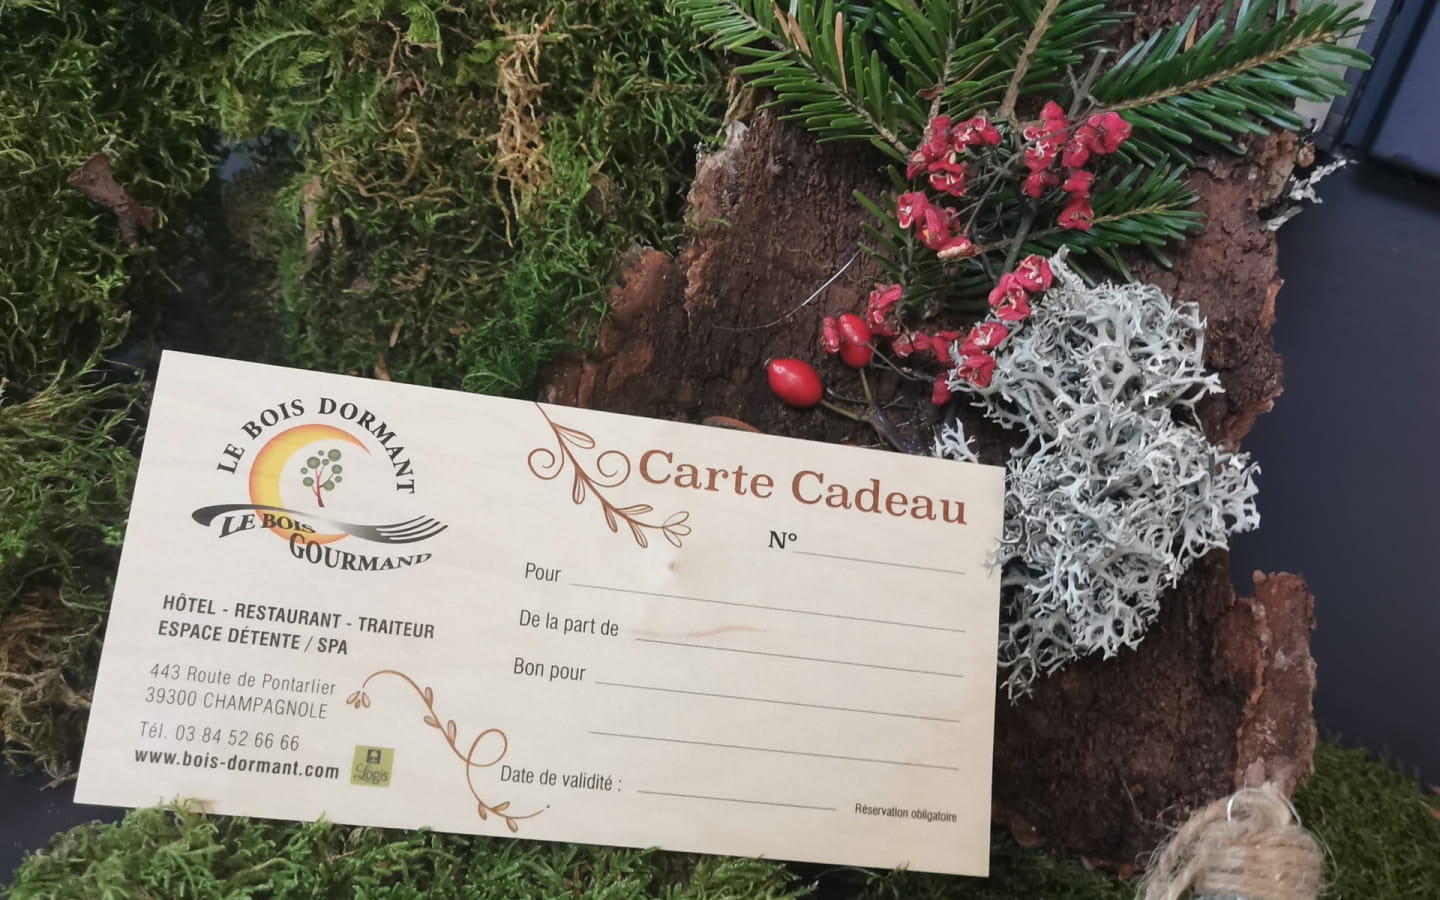 LE BOIS DORMANT
LE BOIS
GOURMAND
HÔTEL - RESTAURANT - TRAITEUR
ESPACE DÉTENTE / SPA
443 Route de Pontarlier
39300 CHAMPAGNOLE
Tél. 03 84 52 66 66
www.bois-dormant.com
Logis
Carte Cadeau
N°
Pour
De la part de
Bon pour
Date de validité :
Réservation obligatoire